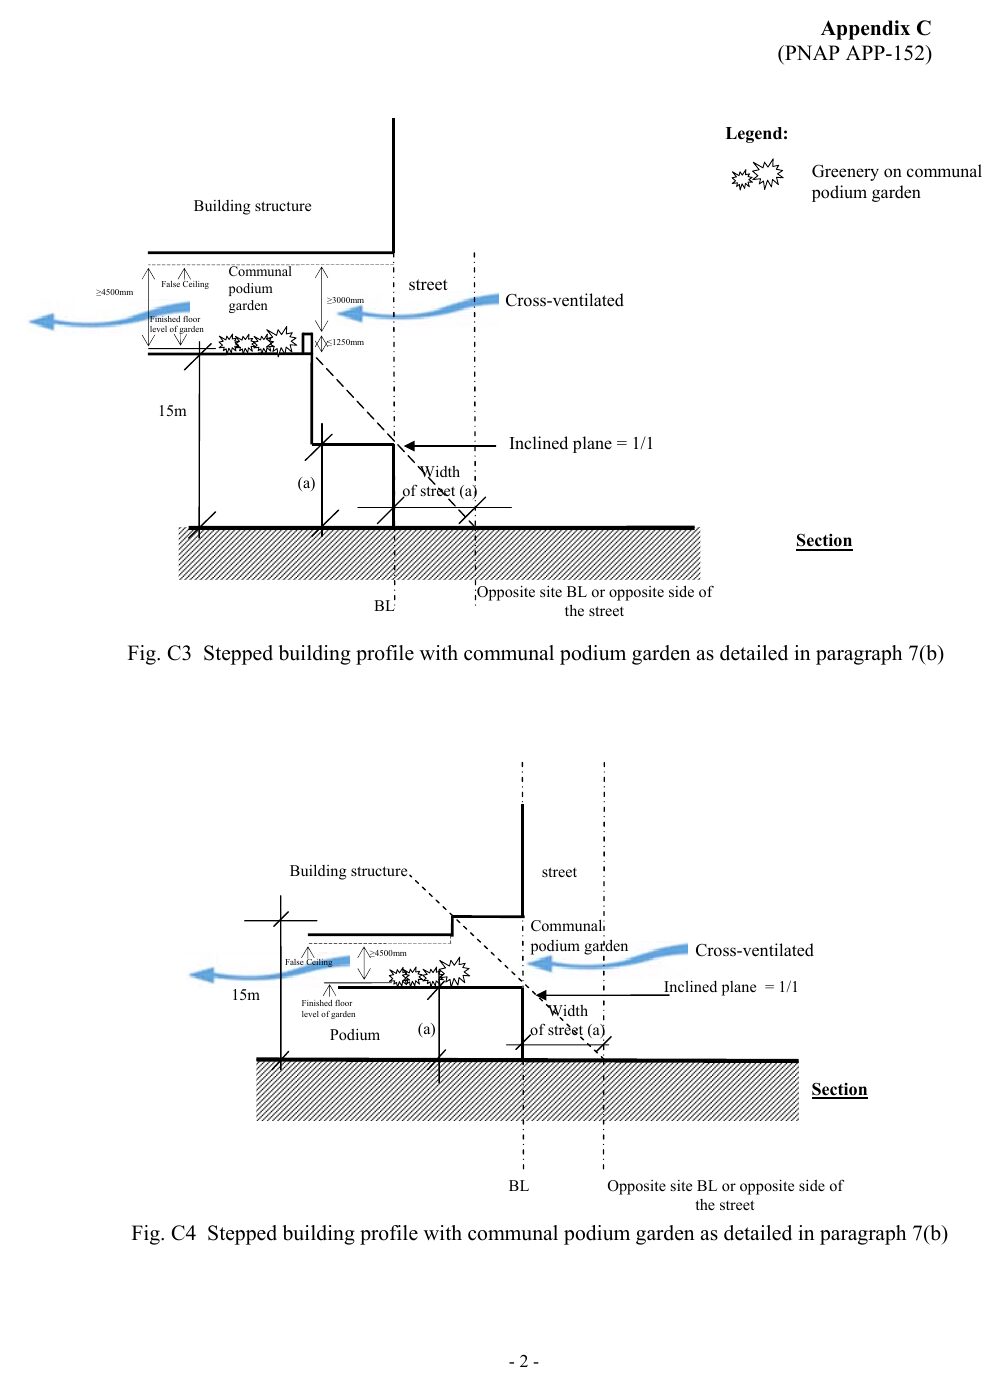 Appendix C
(PNAP APP-152)
Legend:
Greenery on communal
podium garden
Building structure
≥4500mm
False Ceiling
Communal
podium
garden
≥3000mm
street
Cross-ventilated
Finished floor
level of garden
≤1250mm
15m
Inclined plane = 1/1
(a)
Width
of street (a)
Section
BL
Opposite site BL or opposite side of
the street
Fig. C3 Stepped building profile with communal podium garden as detailed in paragraph 7(b)
Building structure
street
Communal
podium garden
Cross-ventilated
≥4500mm
False Ceiling
15m
Inclined plane = 1/1
Finished floor
level of garden
Width
of street (a)
Podium
(a)
Section
BL
Opposite site BL or opposite side of
the street
Fig. C4 Stepped building profile with communal podium garden as detailed in paragraph 7(b)
- 2 -